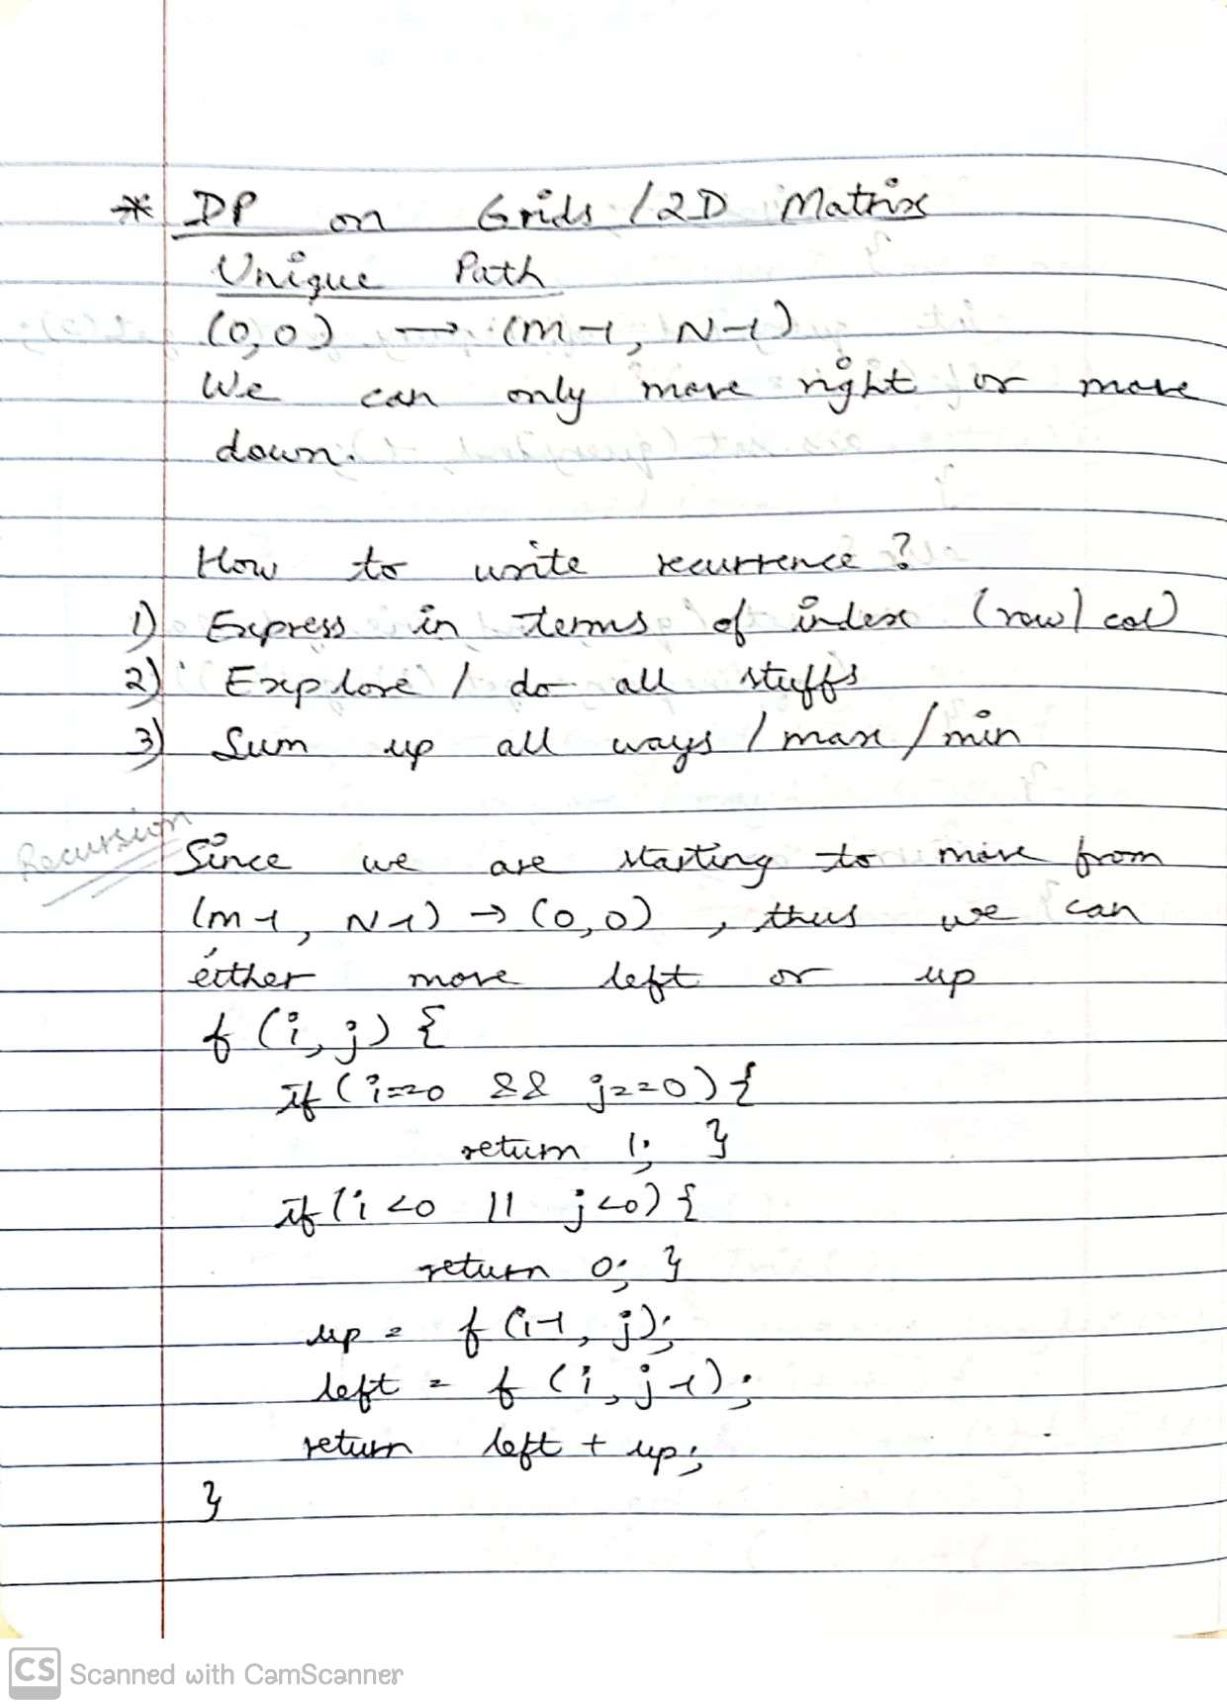 * DP on Grids / 2D Matrix
Unique Path
(0,0) → (M-1, N-1)
We can only move right or move
down.
How to write recurrence?
1) Express in terms of index (row/col)
2) Explore / do all stuffs
3) Sum up all ways / max / min
Recursion
Since we are starting to move from
(M-1, N-1) → (0,0), thus we can
either move left or up
f(i,j) {
if(i==0 && j==0){
return 1; }
if(i<0 || j<0) {
return 0; }
up = f(i-1, j);
left = f(i, j-1);
return left + up;
}
CS Scanned with CamScanner